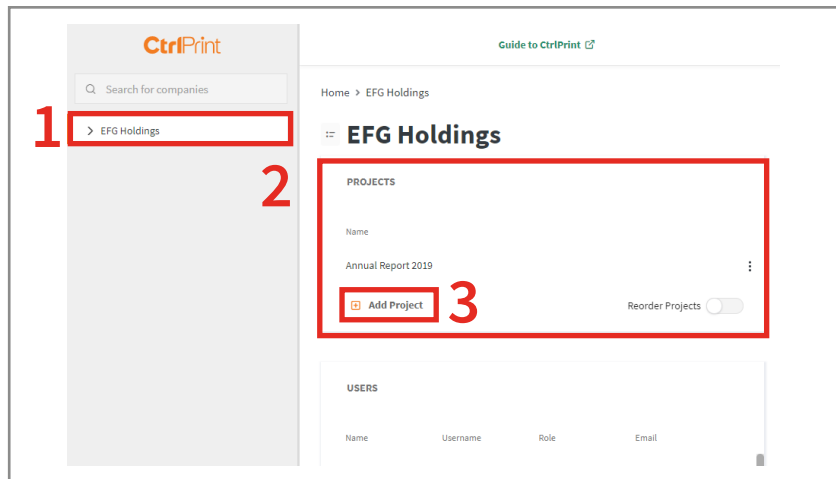 CtrlPrint
Guide to CtrlPrint
Search for companies
Home > EFG Holdings
1
> EFG Holdings
EFG Holdings
2
PROJECTS
Name
Annual Report 2019
Add Project
3
Reorder Projects
USERS
Name Username Role Email